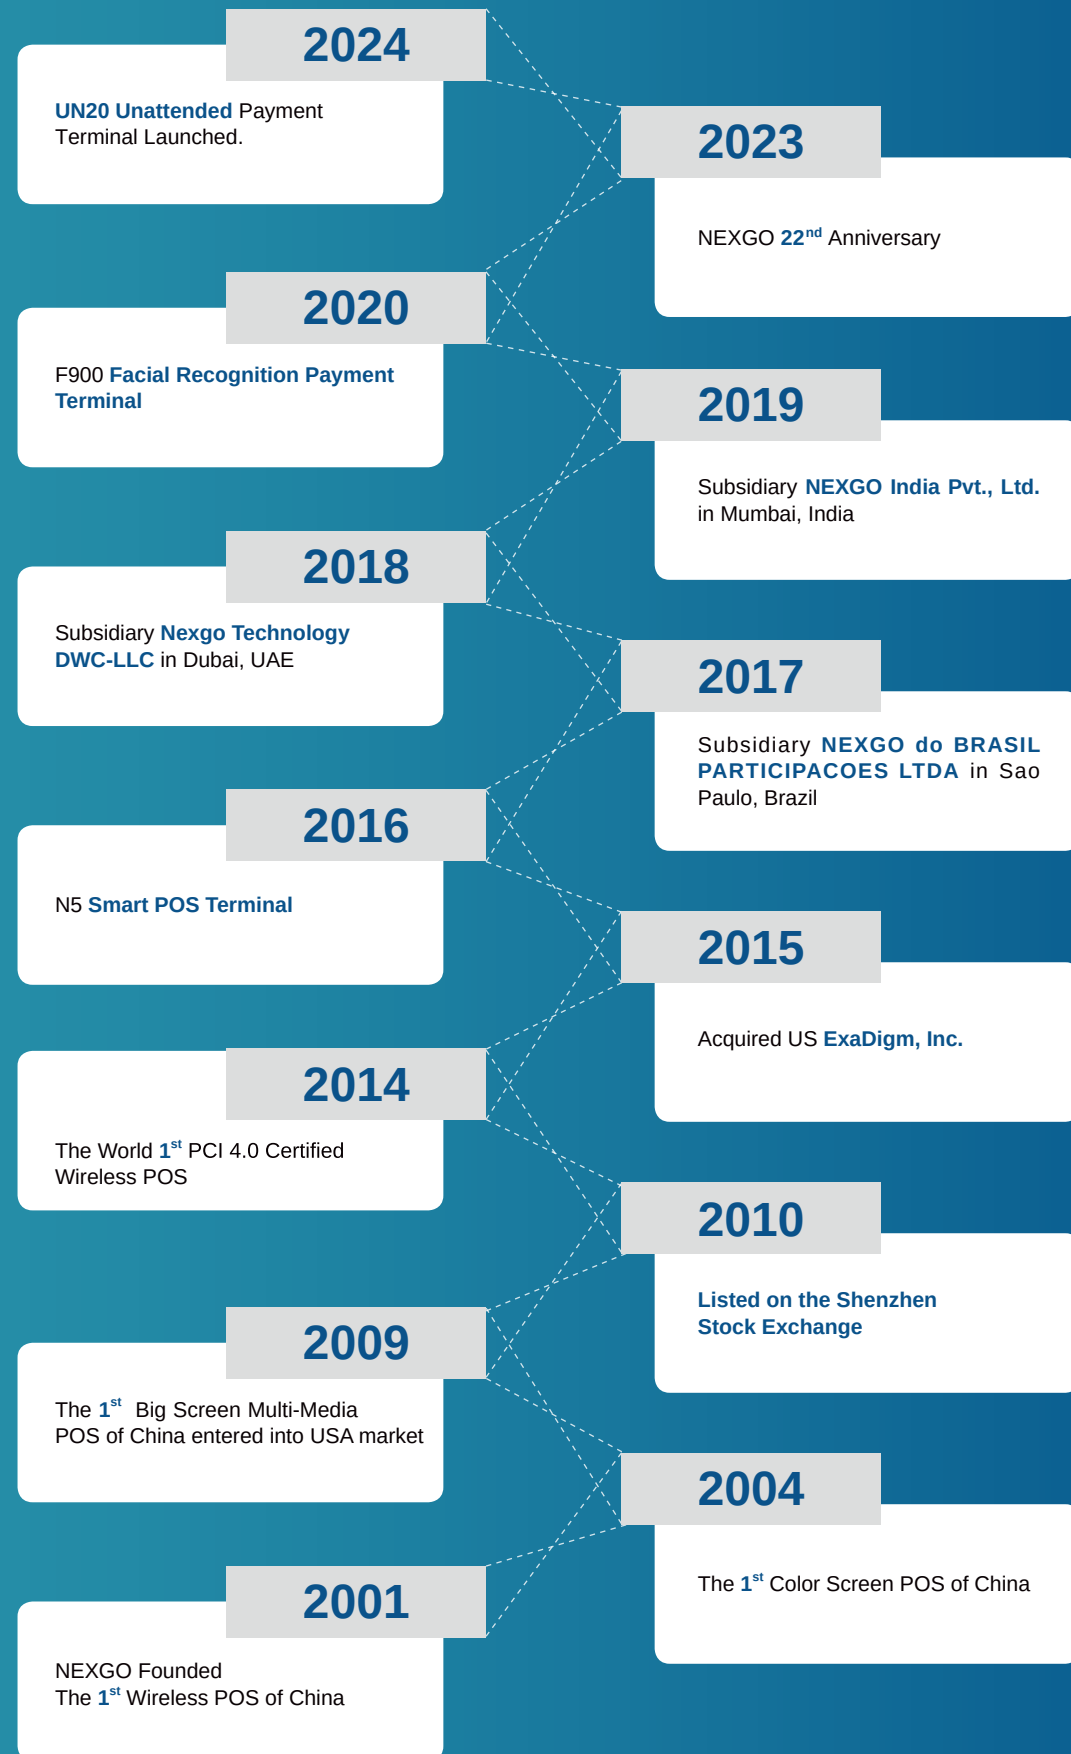 2024
UN20 Unattended Payment
Terminal Launched.
2023
NEXGO 22nd Anniversary
2020
F900 Facial Recognition Payment
Terminal
2019
Subsidiary NEXGO India Pvt., Ltd.
in Mumbai, India
2018
Subsidiary Nexgo Technology
DWC-LLC in Dubai, UAE
2017
Subsidiary NEXGO do BRASIL
PARTICIPACOES LTDA in Sao
Paulo, Brazil
2016
N5 Smart POS Terminal
2015
Acquired US ExaDigm, Inc.
2014
The World 1st PCI 4.0 Certified
Wireless POS
2010
Listed on the Shenzhen
Stock Exchange
2009
The 1st Big Screen Multi-Media
POS of China entered into USA market
2004
The 1st Color Screen POS of China
2001
NEXGO Founded
The 1st Wireless POS of China